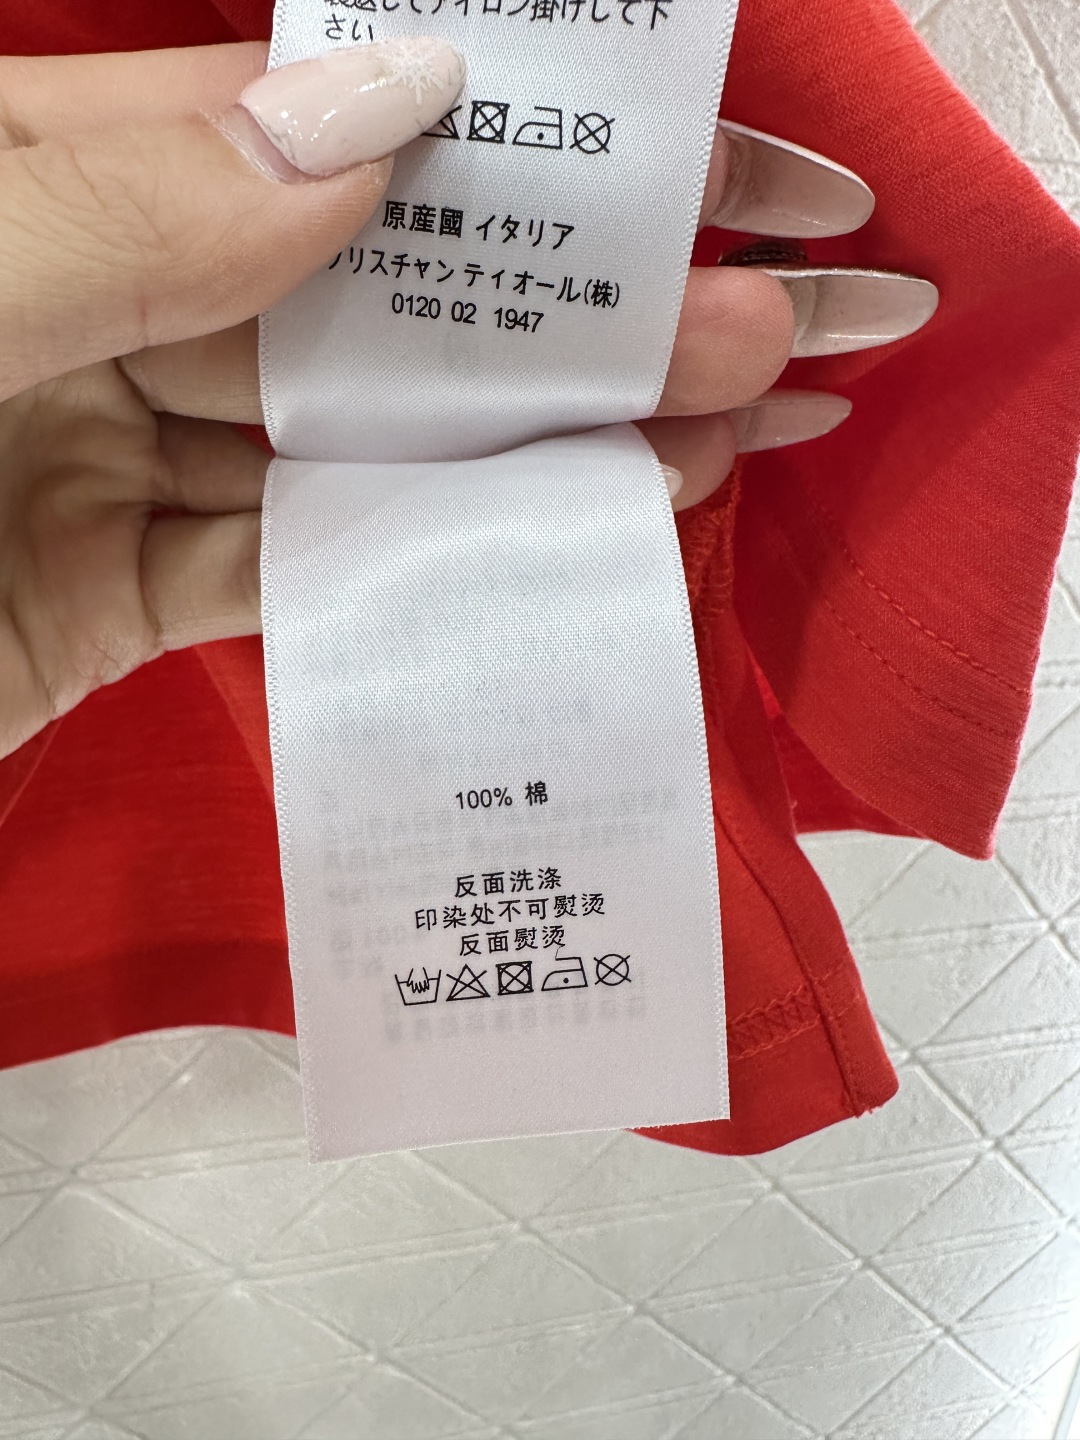 裏返してアイロン掛けして下
さい
原産國 イタリア
クリスチャン ディオール(株)
0120 02 1947
100% 棉
反面洗涤
印染处不可熨烫
反面熨烫